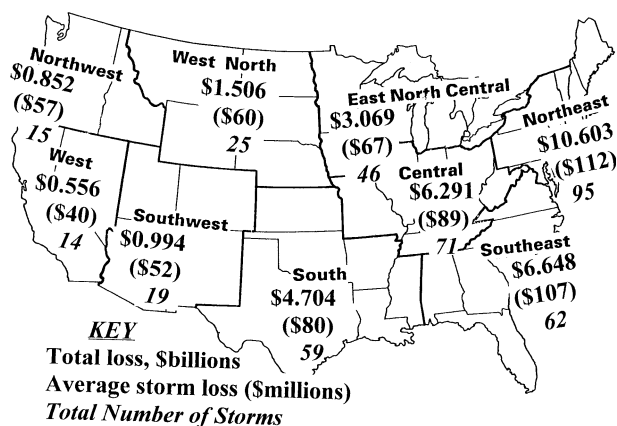 Northwest
$0.852
($57)
15
West North
$1.506
($60)
25
East North Central
$3.069
($67)
46
Northeast
$10.603
($112)
95
West
$0.556
($40)
14
Southwest
$0.994
($52)
19
Central
$6.291
($89)
71
Southeast
$6.648
($107)
62
South
$4.704
($80)
59
KEY
Total loss, $billions
Average storm loss ($millions)
Total Number of Storms